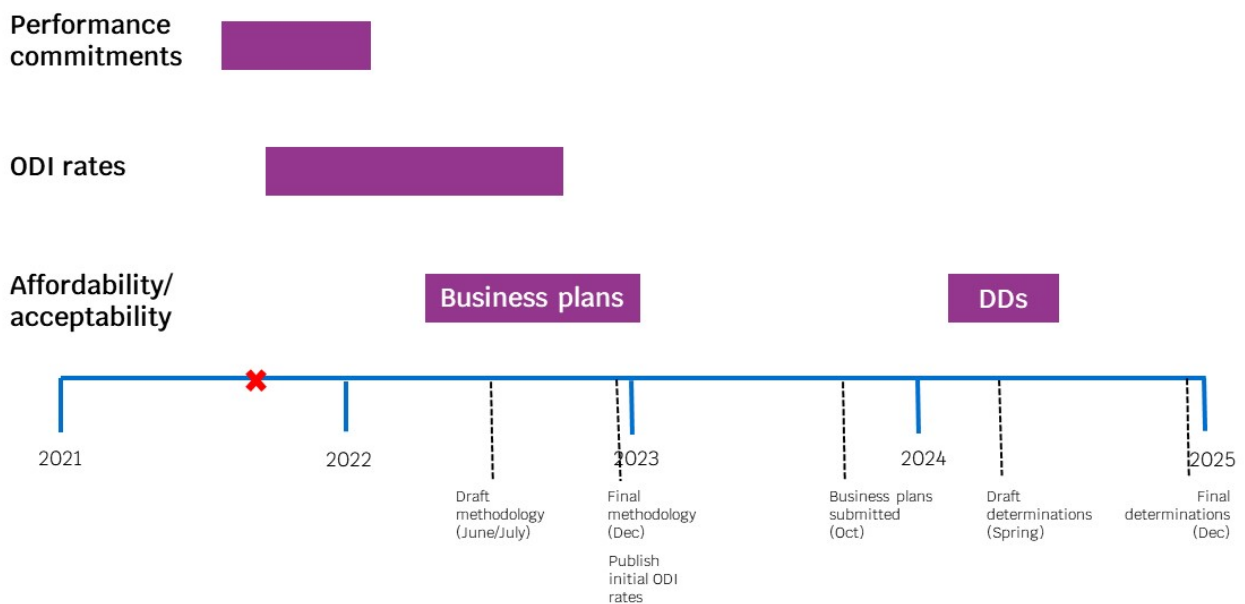 Performance
commitments
ODI rates
Affordability/
acceptability
Business plans
DDs
2021
2022
2023
2024
2025
Draft
methodology
(June/July)
Final
methodology
(Dec)
Publish
initial ODI
rates
Business plans
submitted
(Oct)
Draft
determinations
(Spring)
Final
determinations
(Dec)